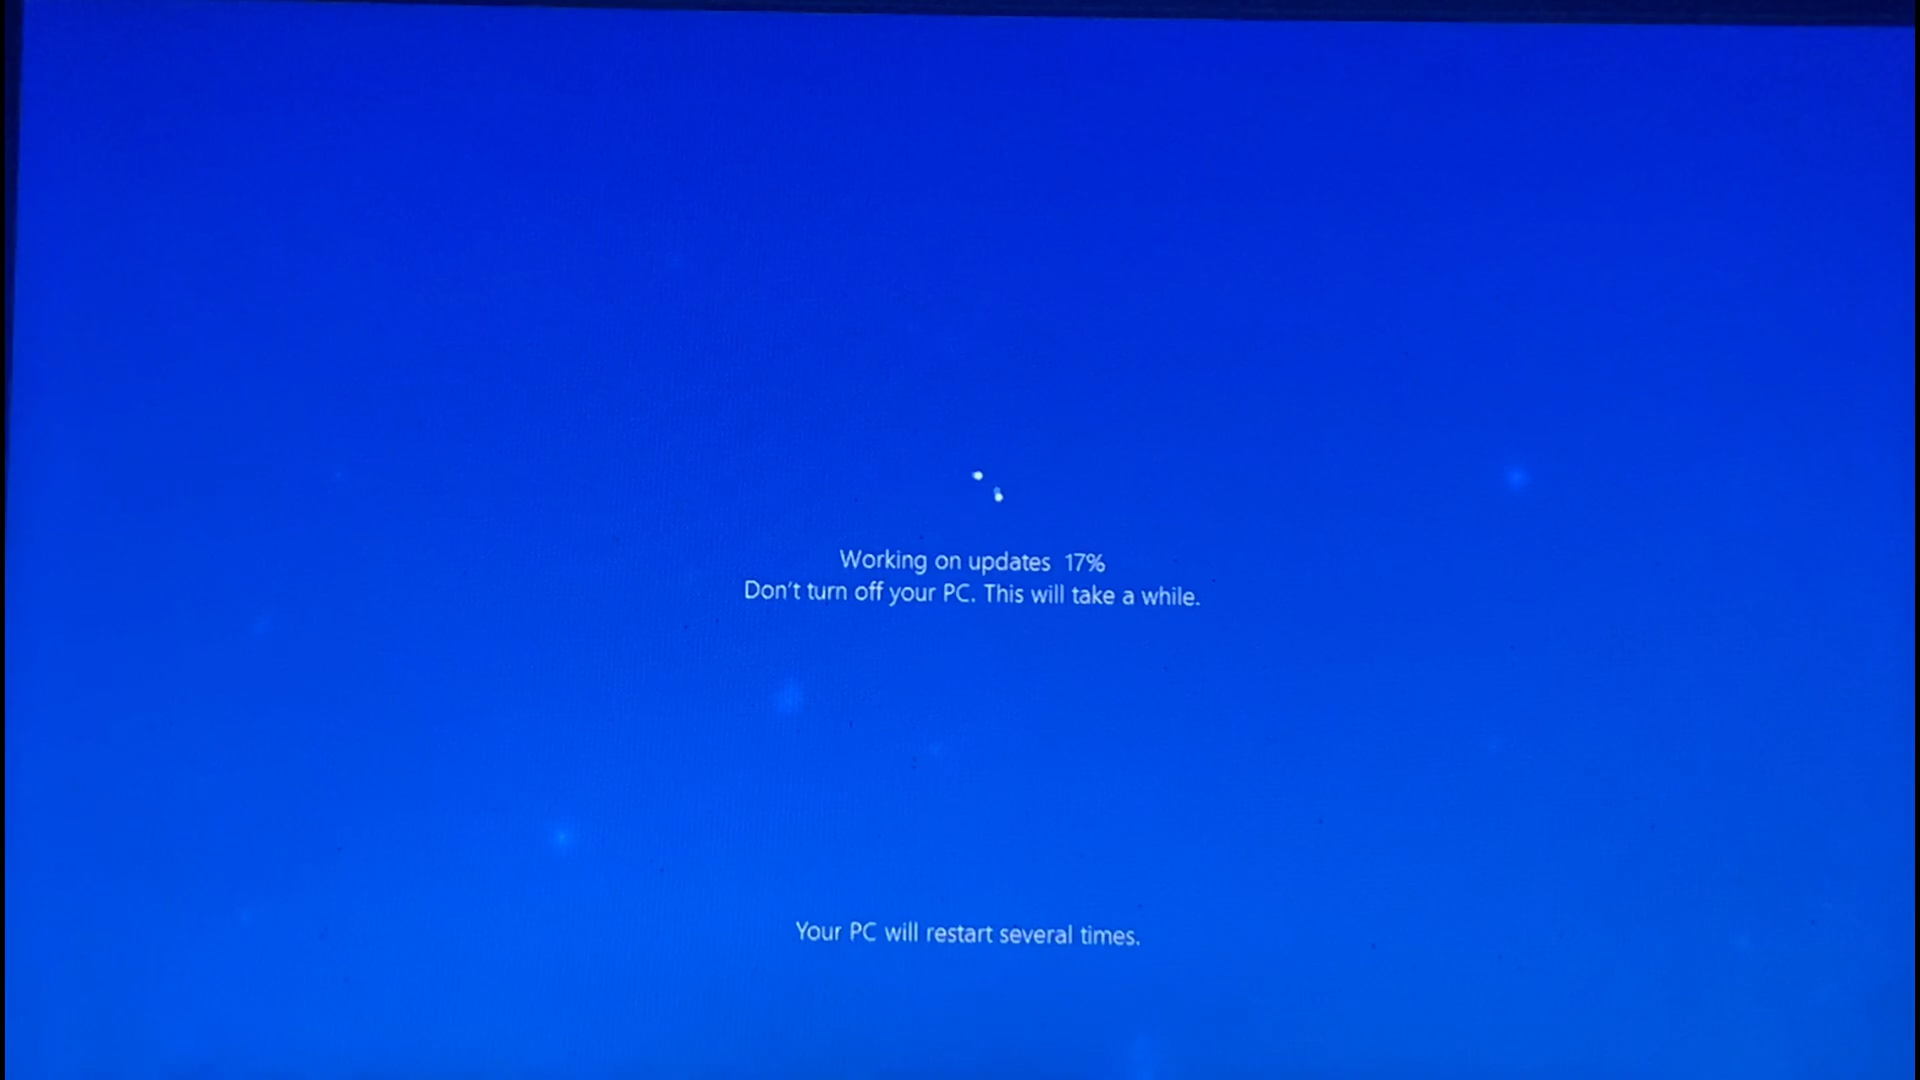 Working on updates 17%
Don't turn off your PC. This will take a while.
Your PC will restart several times.